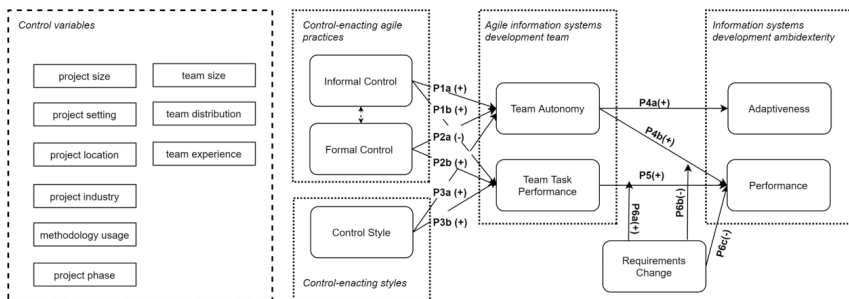 Control variables
project size
team size
project setting
team distribution
project location
team experience
project industry
methodology usage
project phase
Control-enacting agile
practices
Informal Control
Formal Control
Control Style
Control-enacting styles
P1a (+)
P1b (+)
P2a (-)
P2b (+)
P3a (+)
P3b (+)
Agile information systems
development team
Team Autonomy
Team Task
Performance
P4a(+)
P4b(+)
P5(+)
P6a(+)
P6b(-)
P6c(-)
Requirements
Change
Information systems
development ambidexterity
Adaptiveness
Performance